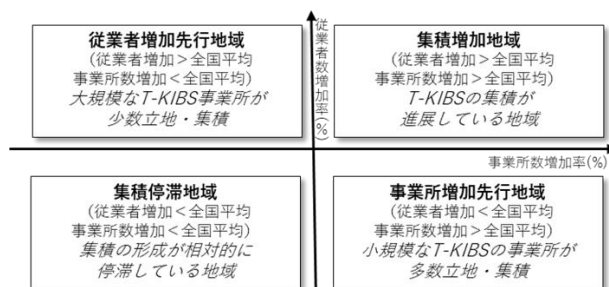 従業者増加先行地域
(従業者増加＞全国平均
事業所数増加＜全国平均)
大規模なT-KIBS事業所が
少数立地・集積
従業者数増加率(%)
集積増加地域
(従業者増加＞全国平均
事業所数増加＞全国平均)
T-KIBSの集積が
進展している地域
事業所数増加率(%)
集積停滞地域
(従業者増加＜全国平均
事業所数増加＜全国平均)
集積の形成が相対的に
停滞している地域
事業所増加先行地域
(従業者増加＜全国平均
事業所数増加＞全国平均)
小規模なT-KIBSの事業所が
多数立地・集積